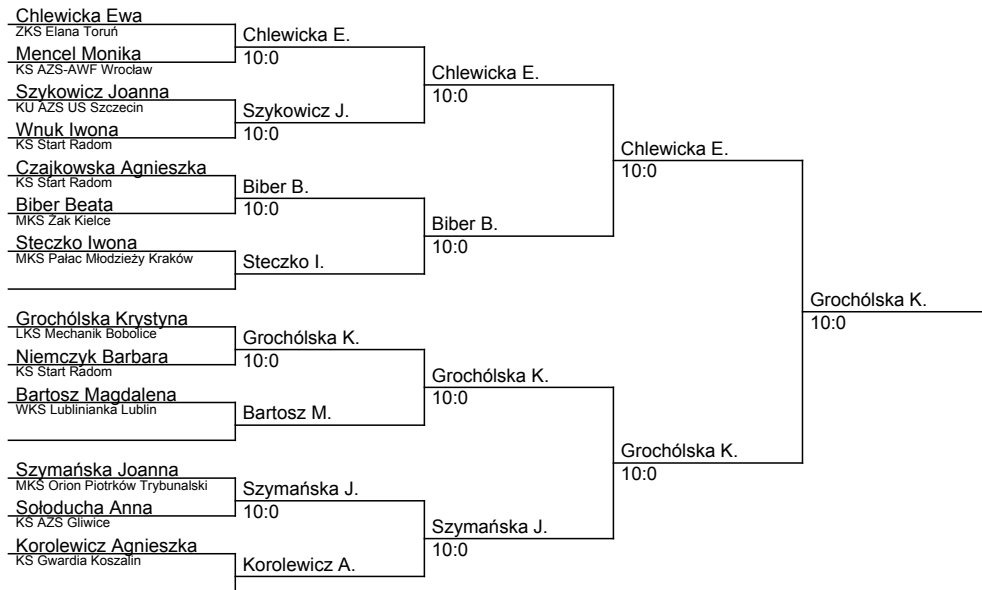 Chlewicka Ewa
ZKS Elana Toruń
Mencel Monika
KS AZS-AWF Wrocław
Szykowicz Joanna
KU AZS US Szczecin
Wnuk Iwona
KS Start Radom
Czajkowska Agnieszka
KS Start Radom
Biber Beata
MKS Żak Kielce
Steczko Iwona
MKS Pałac Młodzieży Kraków
Grochólska Krystyna
LKS Mechanik Bobolice
Niemczyk Barbara
KS Start Radom
Bartosz Magdalena
WKS Lublinianka Lublin
Szymańska Joanna
MKS Orion Piotrków Trybunalski
Sołoducha Anna
KS AZS Gliwice
Korolewicz Agnieszka
KS Gwardia Koszalin
Chlewicka E.
10:0
Szykowicz J.
10:0
Biber B.
10:0
Steczko I.
Grochólska K.
10:0
Bartosz M.
Szymańska J.
10:0
Korolewicz A.
Chlewicka E.
10:0
Biber B.
10:0
Grochólska K.
10:0
Szymańska J.
10:0
Chlewicka E.
10:0
Grochólska K.
10:0
Grochólska K.
10:0